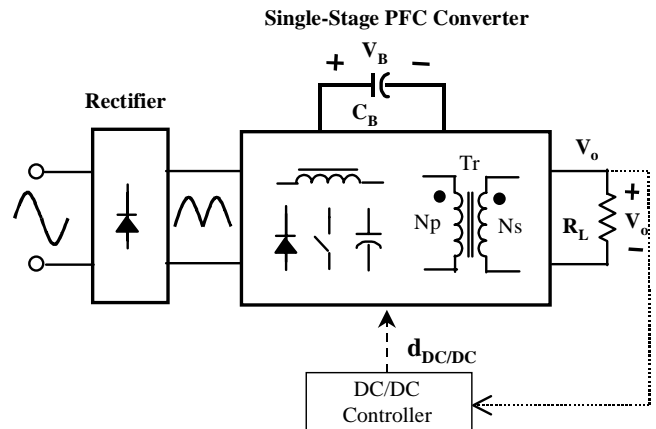 Single-Stage PFC Converter
+ V_B −
C_B
Rectifier
Tr
Np
Ns
V_o
R_L
+
V_o
−
d_DC/DC
DC/DC
Controller